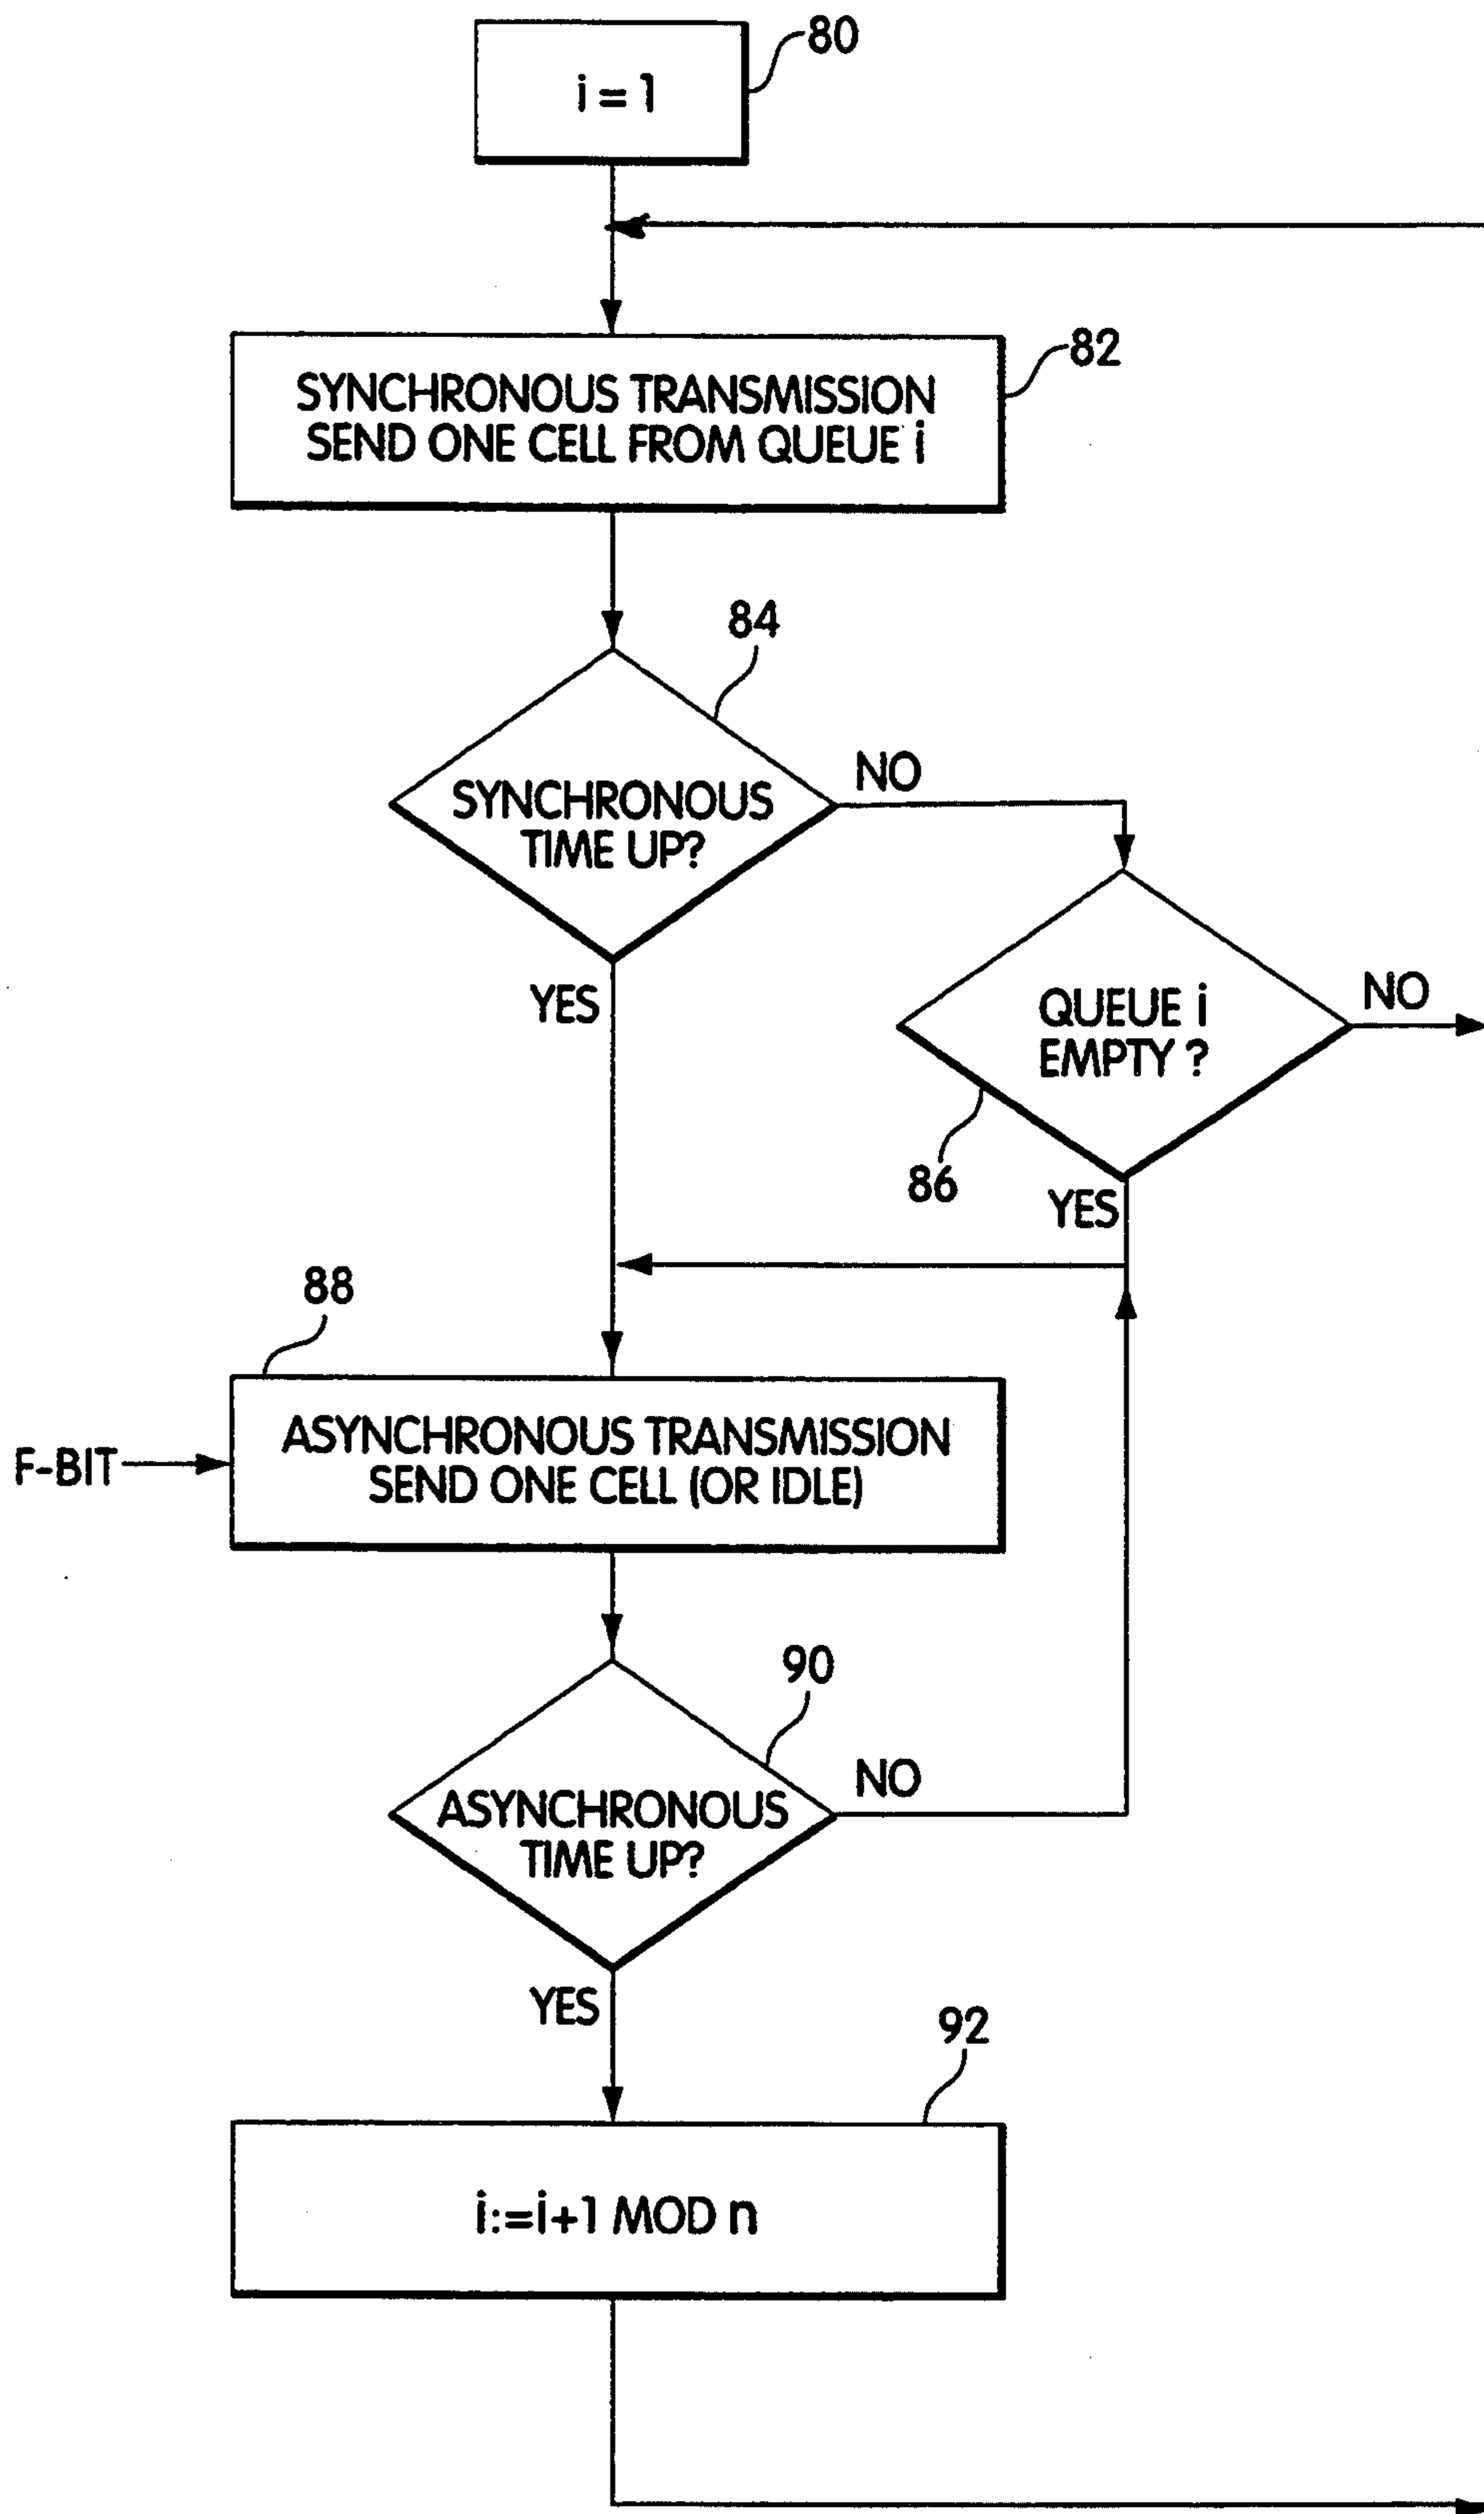 80
i = 1
82
SYNCHRONOUS TRANSMISSION
SEND ONE CELL FROM QUEUE i
84
SYNCHRONOUS
TIME UP?
NO
YES
QUEUE i
EMPTY ?
NO
86
YES
88
F-BIT
ASYNCHRONOUS TRANSMISSION
SEND ONE CELL (OR IDLE)
90
ASYNCHRONOUS
TIME UP?
NO
YES
92
i:=i+1 MOD n